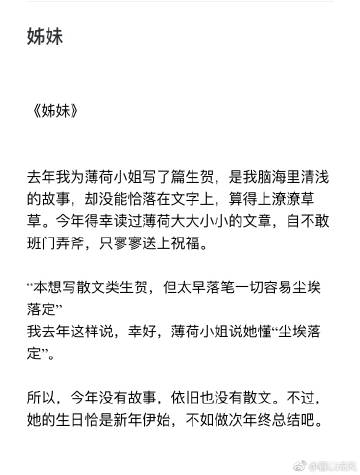 姊妹
《姊妹》
去年我为薄荷小姐写了篇生贺，是我脑海里清浅
的故事，却没能恰落在文字上，算得上潦潦草
草。今年得幸读过薄荷大大小小的文章，自不敢
班门弄斧，只寥寥送上祝福。
“本想写散文类生贺，但太早落笔一切容易尘埃
落定”
我去年这样说，幸好，薄荷小姐说她懂“尘埃落
定”。
所以，今年没有故事，依旧也没有散文。不过，
她的生日恰是新年伊始，不如做次年终总结吧。